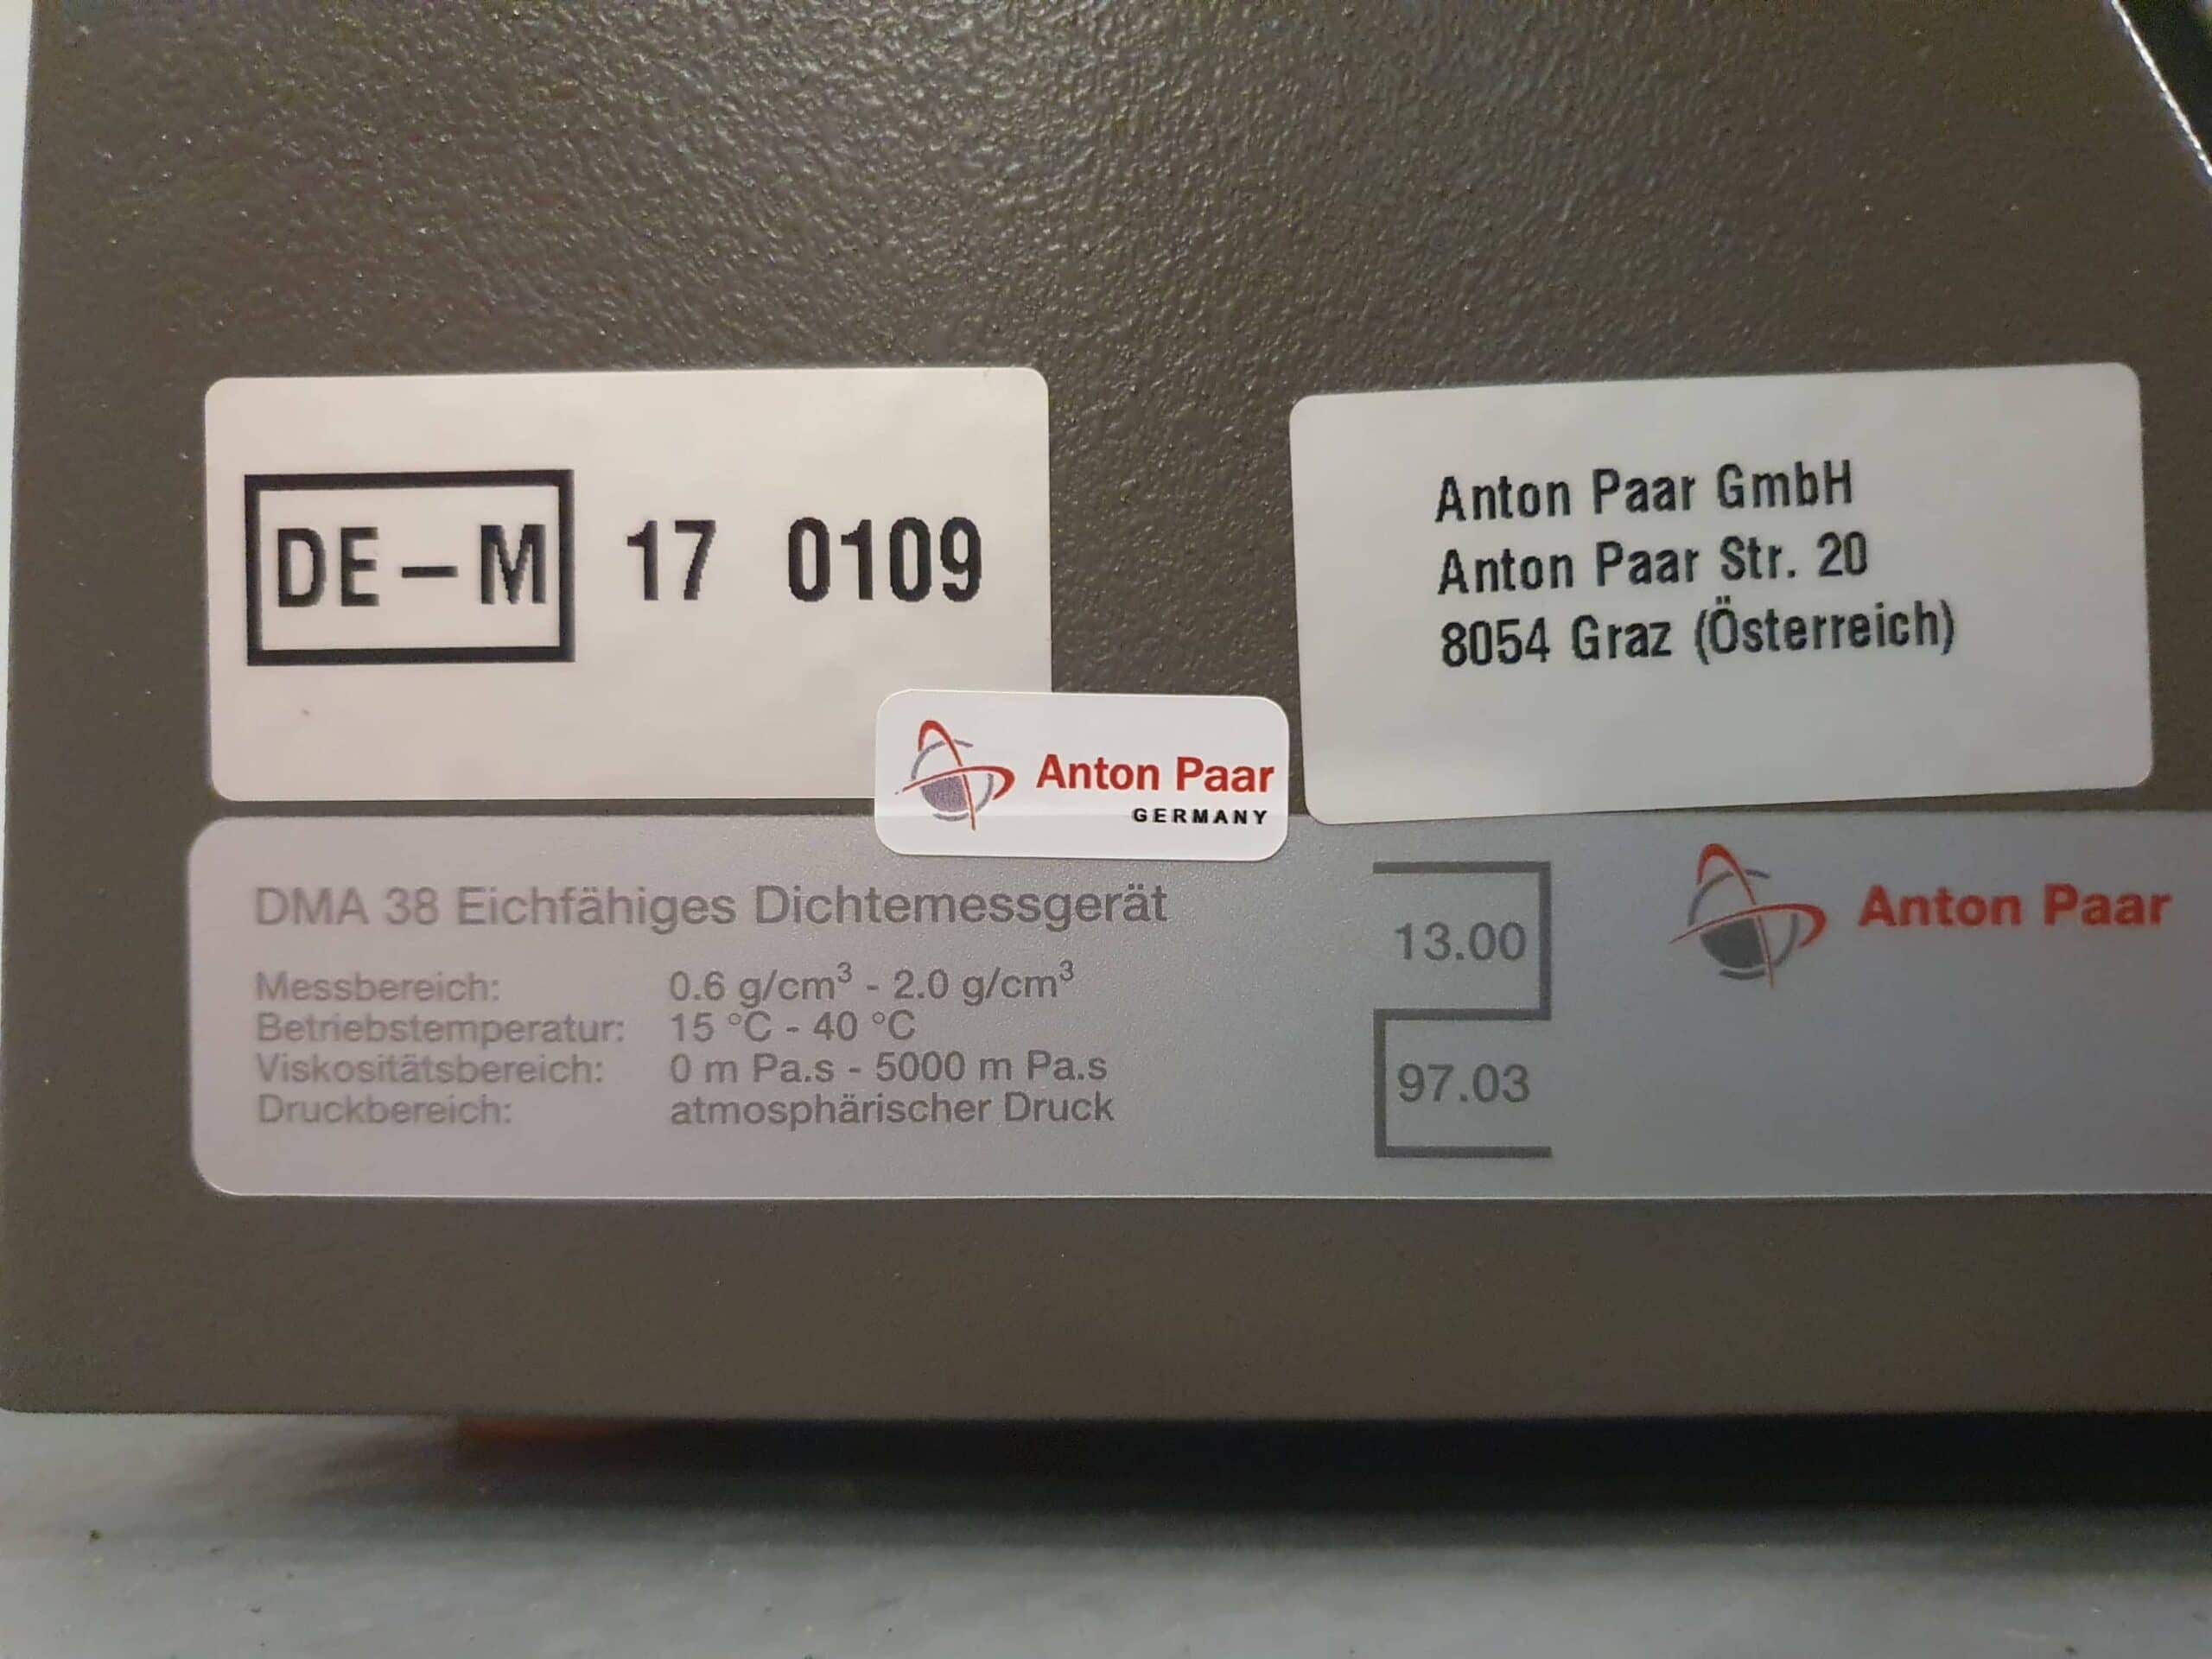 DE-M 17 0109
Anton Paar GmbH
Anton Paar Str. 20
8054 Graz (Österreich)
Anton Paar
GERMANY
DMA 38 Eichfähiges Dichtemessgerät
Messbereich: 0.6 g/cm³ - 2.0 g/cm³
Betriebstemperatur: 15 °C - 40 °C
Viskositätsbereich: 0 m Pa.s - 5000 m Pa.s
Druckbereich: atmosphärischer Druck
13.00
97.03
Anton Paar